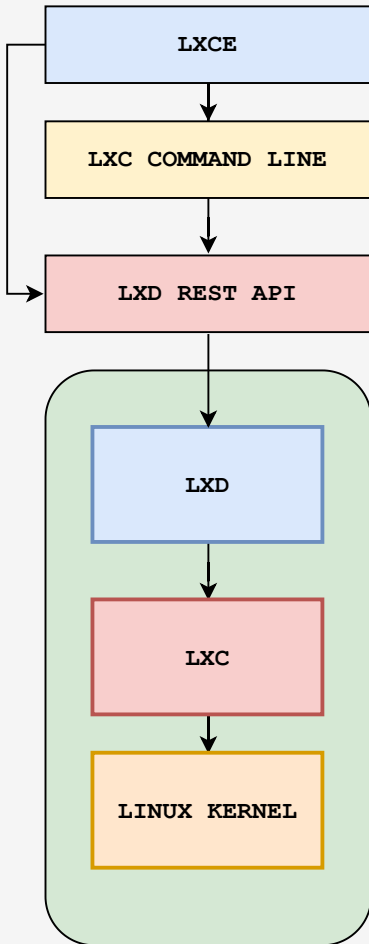 LXCE
LXC COMMAND LINE
LXD REST API
LXD
LXC
LINUX KERNEL